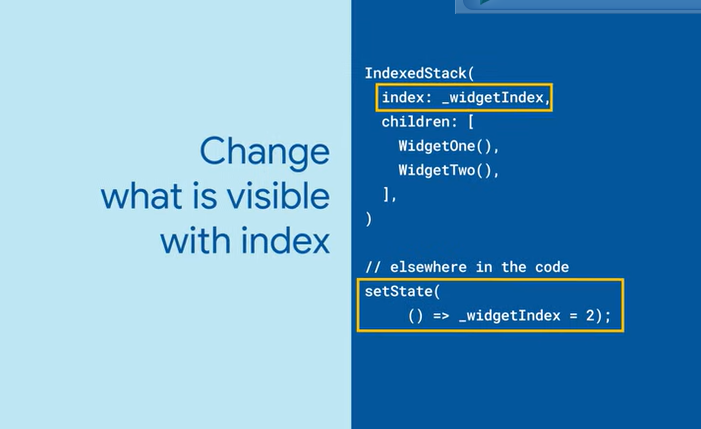 Change
what is visible
with index
IndexedStack(
index: _widgetIndex,
children: [
WidgetOne(),
WidgetTwo(),
],
)
// elsewhere in the code
setState(
() => _widgetIndex = 2);